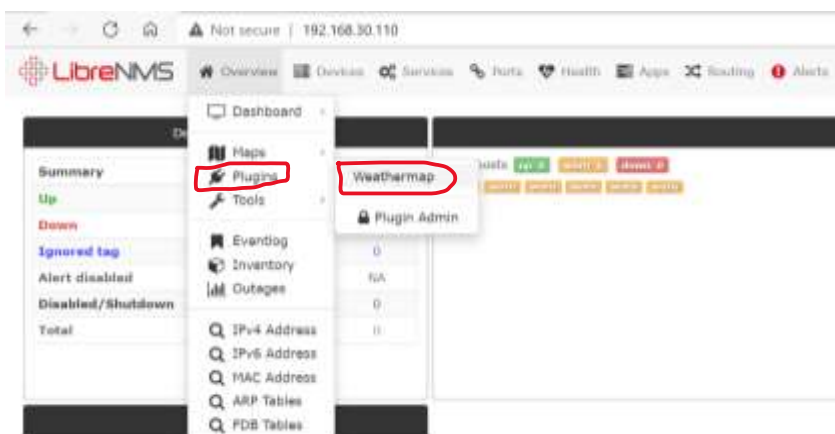 Not secure | 192.168.30.110
LibreNMS Overview Devices Services Ports Health Apps Routing Alerts
Dashboard
Maps
Plugins
Tools
Weathermap
Plugin Admin
Eventlog
Inventory
Outages
IPv4 Address
IPv6 Address
MAC Address
ARP Tables
FDB Tables
Summary
Up
Down
Ignored tag 0
Alert disabled NA
Disabled/Shutdown 0
Total 0